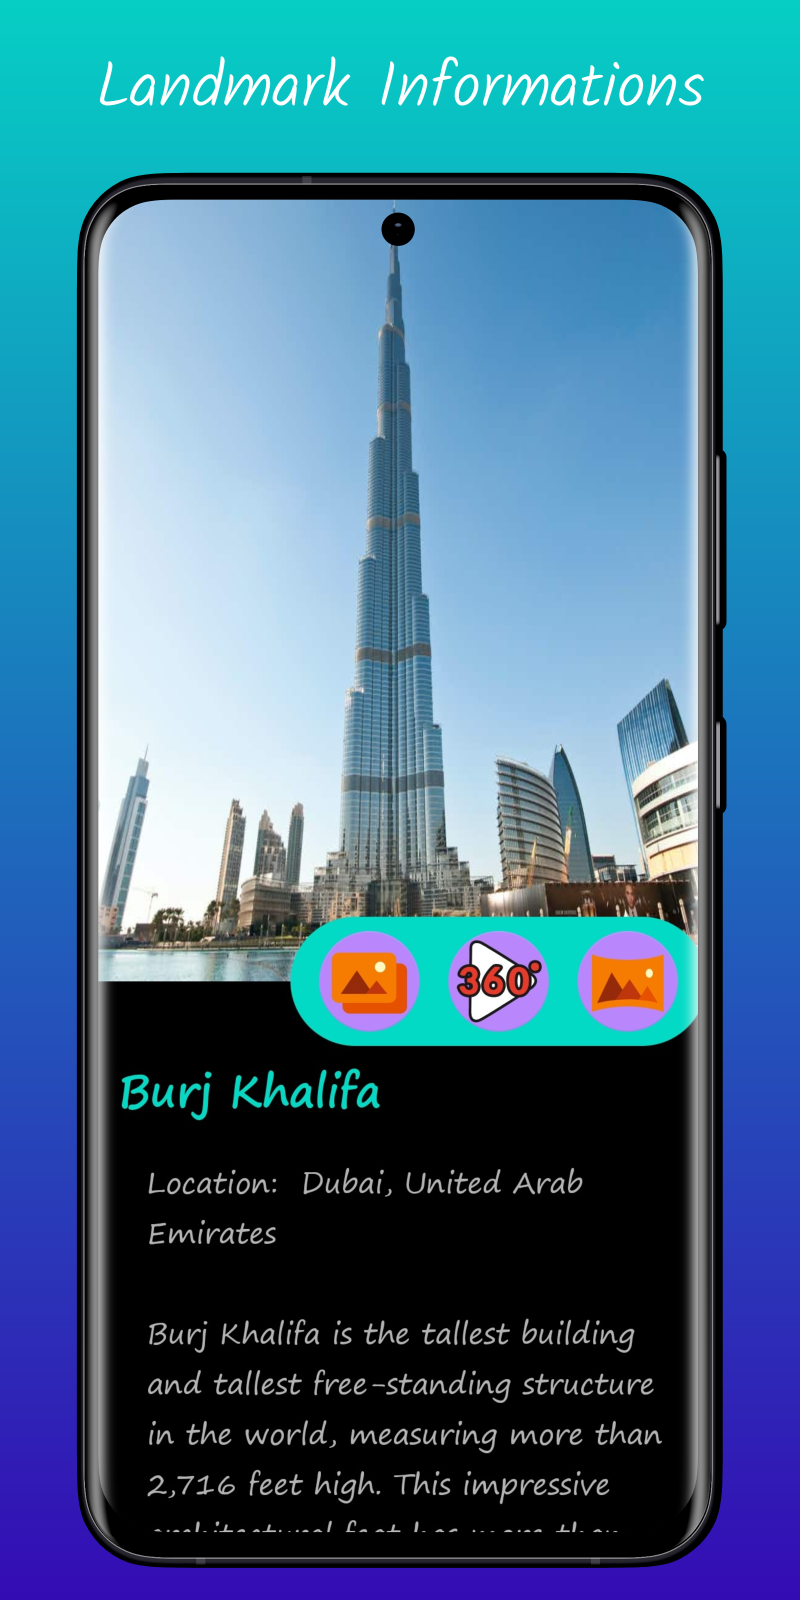 Landmark Informations
360°
Burj Khalifa
Location: Dubai, United Arab
Emirates
Burj Khalifa is the tallest building
and tallest free-standing structure
in the world, measuring more than
2,716 feet high. This impressive